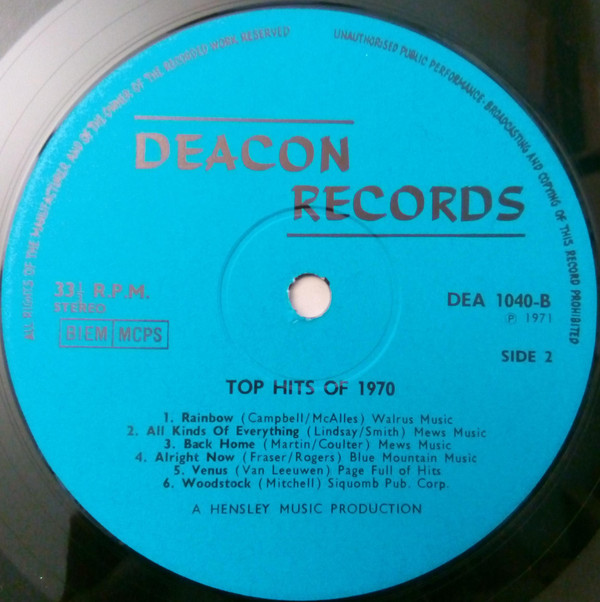 ALL RIGHTS OF THE MANUFACTURER AND OF THE OWNER OF THE RECORDED WORK RESERVED
UNAUTHORISED PUBLIC PERFORMANCE · BROADCASTING AND COPYING OF THIS RECORD PROHIBITED
DEACON
RECORDS
33⅓ R.P.M.
STEREO
BIEM MCPS
DEA 1040-B
℗ 1971
SIDE 2
TOP HITS OF 1970
1. Rainbow (Campbell/McAlles) Walrus Music
2. All Kinds Of Everything (Lindsay/Smith) Mews Music
3. Back Home (Martin/Coulter) Mews Music
4. Alright Now (Fraser/Rogers) Blue Mountain Music
5. Venus (Van Leeuwen) Page Full of Hits
6. Woodstock (Mitchell) Siquomb Pub. Corp.
A HENSLEY MUSIC PRODUCTION